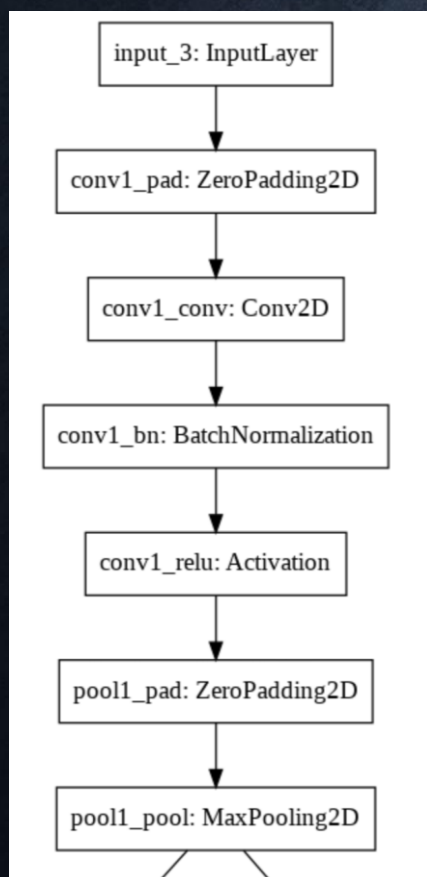 input_3: InputLayer
conv1_pad: ZeroPadding2D
conv1_conv: Conv2D
conv1_bn: BatchNormalization
conv1_relu: Activation
pool1_pad: ZeroPadding2D
pool1_pool: MaxPooling2D